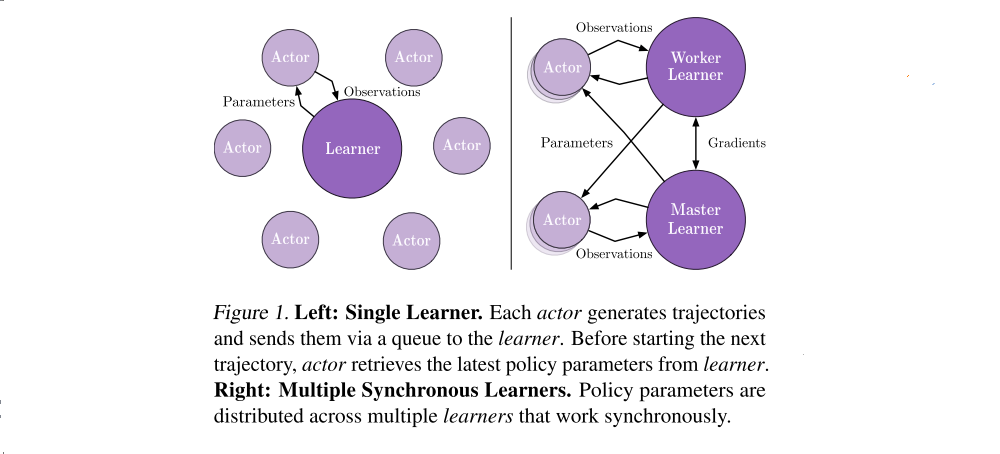 Actor
Actor
Parameters
Observations
Actor
Learner
Actor
Actor
Actor
Observations
Actor
Worker
Learner
Parameters
Gradients
Actor
Master
Learner
Observations
Figure 1. Left: Single Learner. Each actor generates trajectories
and sends them via a queue to the learner. Before starting the next
trajectory, actor retrieves the latest policy parameters from learner.
Right: Multiple Synchronous Learners. Policy parameters are
distributed across multiple learners that work synchronously.